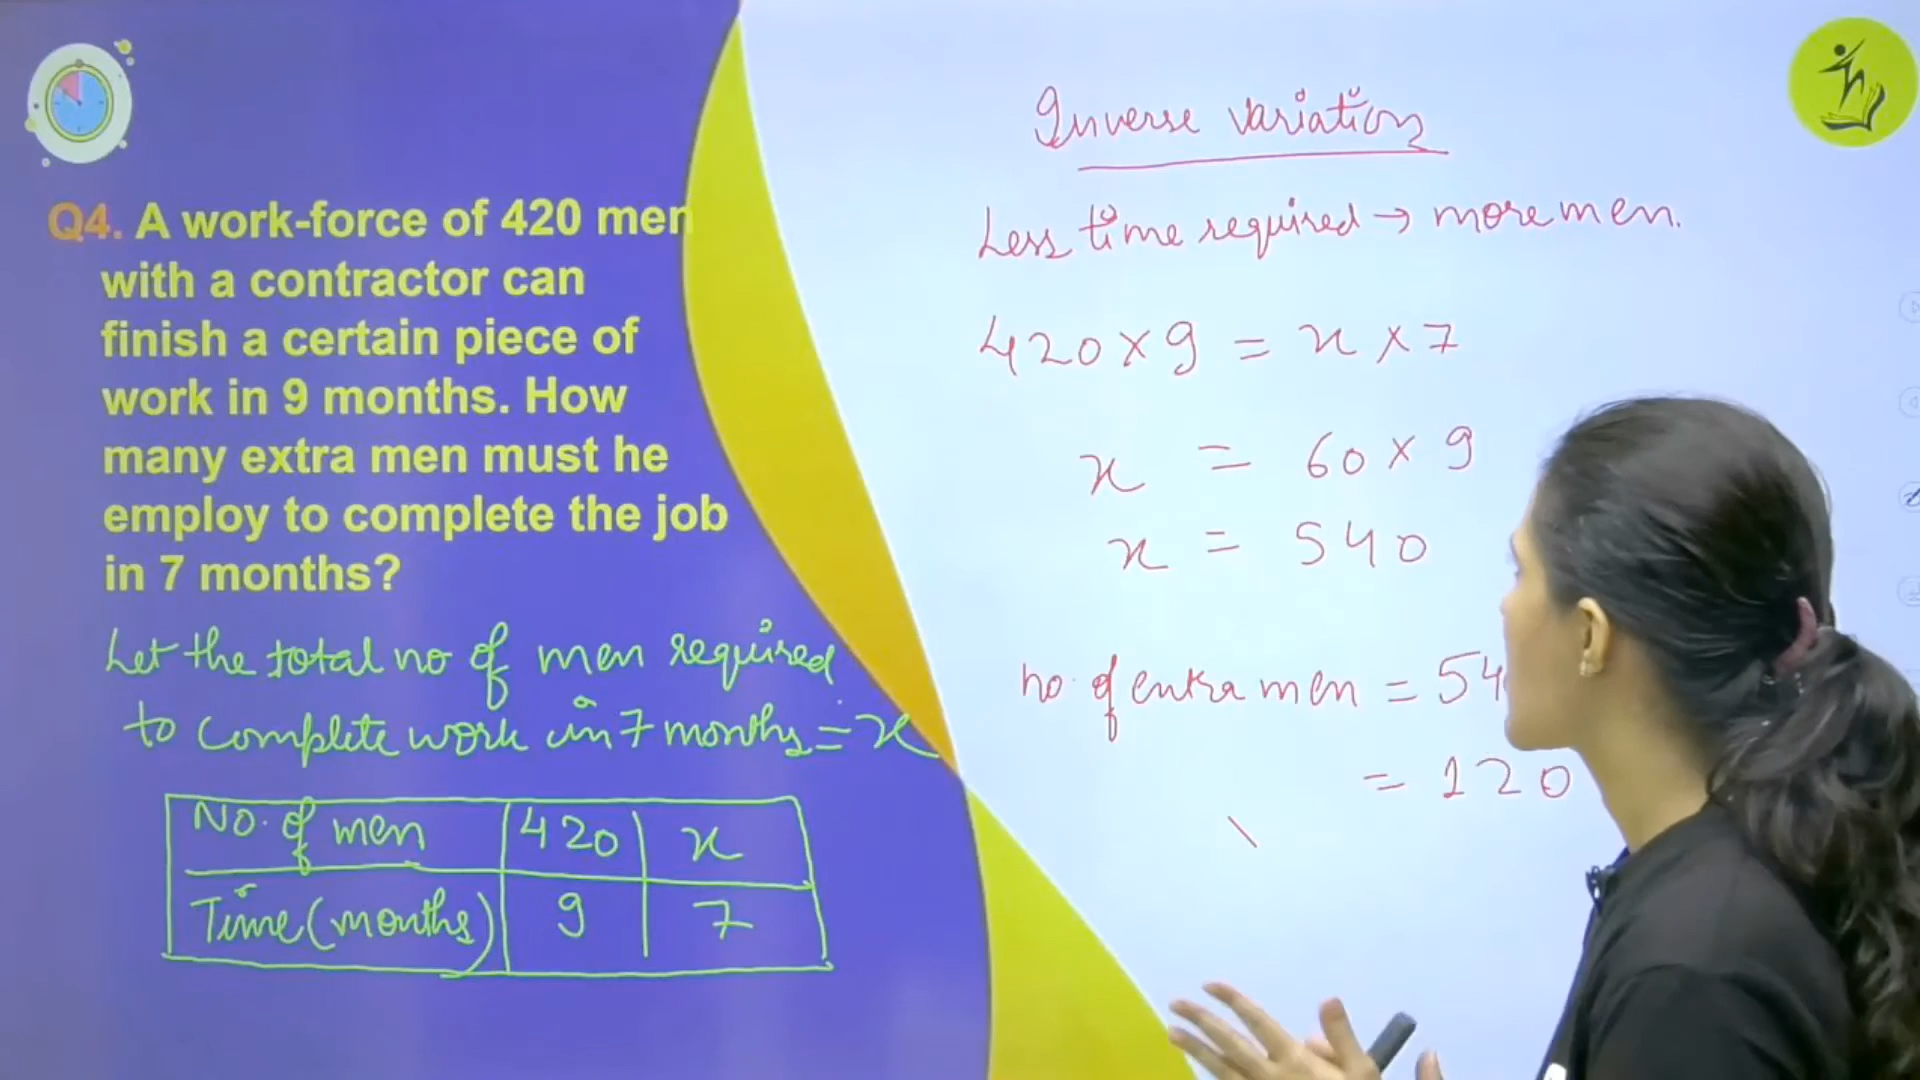 Q4. A work-force of 420 men
with a contractor can
finish a certain piece of
work in 9 months. How
many extra men must he
employ to complete the job
in 7 months?
Let the total no of men required
to complete work in 7 months = x
No. of men 420 x
Time (months) 9 7
Inverse variation
Less time required → more men.
420 × 9 = x × 7
x = 60 × 9
x = 540
no. of extra men = 54
= 120